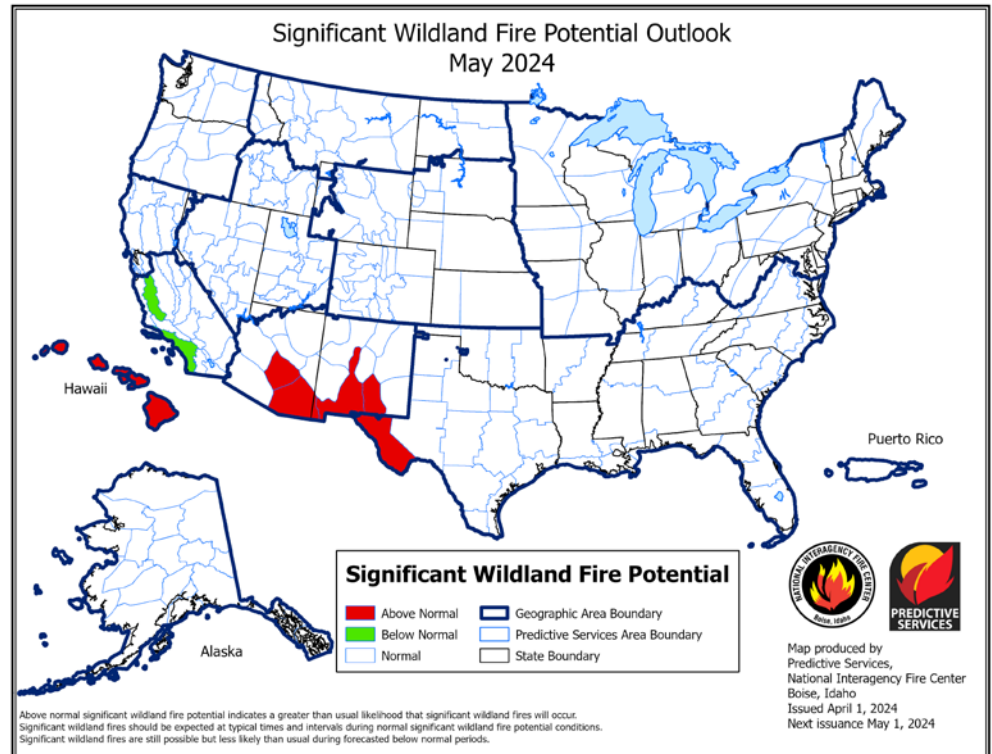 Significant Wildland Fire Potential Outlook
May 2024
Hawaii
Puerto Rico
Alaska
Significant Wildland Fire Potential
Above Normal
Geographic Area Boundary
Below Normal
Predictive Services Area Boundary
Normal
State Boundary
NATIONAL INTERAGENCY FIRE CENTER
Boise, Idaho
PREDICTIVE
SERVICES
Map produced by
Predictive Services,
National Interagency Fire Center
Boise, Idaho
Issued April 1, 2024
Next issuance May 1, 2024
Above normal significant wildland fire potential indicates a greater than usual likelihood that significant wildland fires will occur.
Significant wildland fires should be expected at typical times and intervals during normal significant wildland fire potential conditions.
Significant wildland fires are still possible but less likely than usual during forecasted below normal periods.